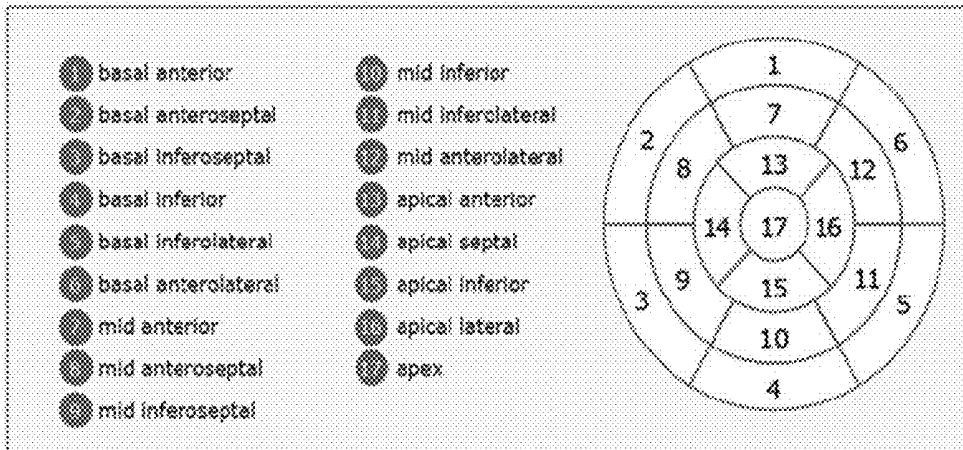 1 basal anterior
2 basal anteroseptal
3 basal inferoseptal
4 basal inferior
5 basal inferolateral
6 basal anterolateral
7 mid anterior
8 mid anteroseptal
9 mid inferoseptal
10 mid inferior
11 mid inferolateral
12 mid anterolateral
13 apical anterior
14 apical septal
15 apical inferior
16 apical lateral
17 apex
1
2
7
6
8
13
12
14
17
16
9
15
11
3
10
5
4